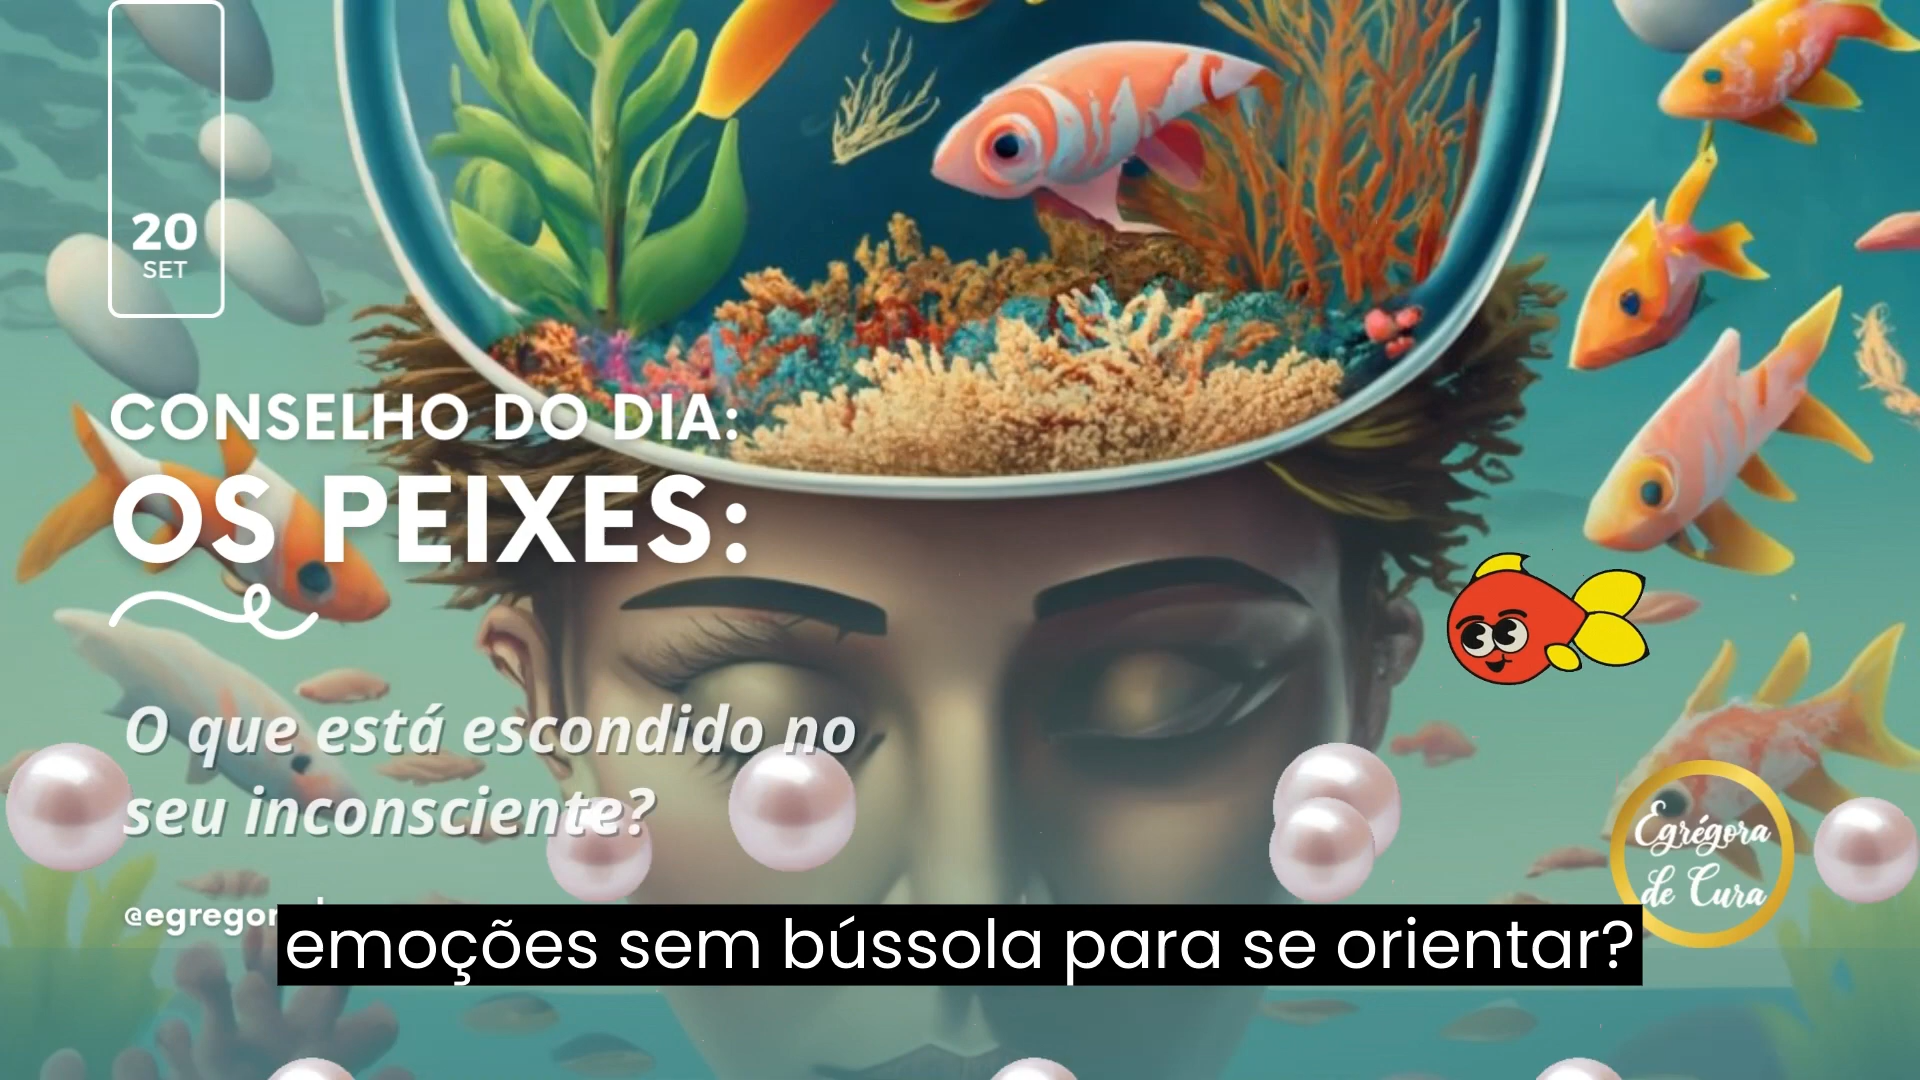 20
SET
CONSELHO DO DIA:
OS PEIXES:
O que está escondido no
seu inconsciente?
Egrégora
de Cura
emoções sem bússola para se orientar?